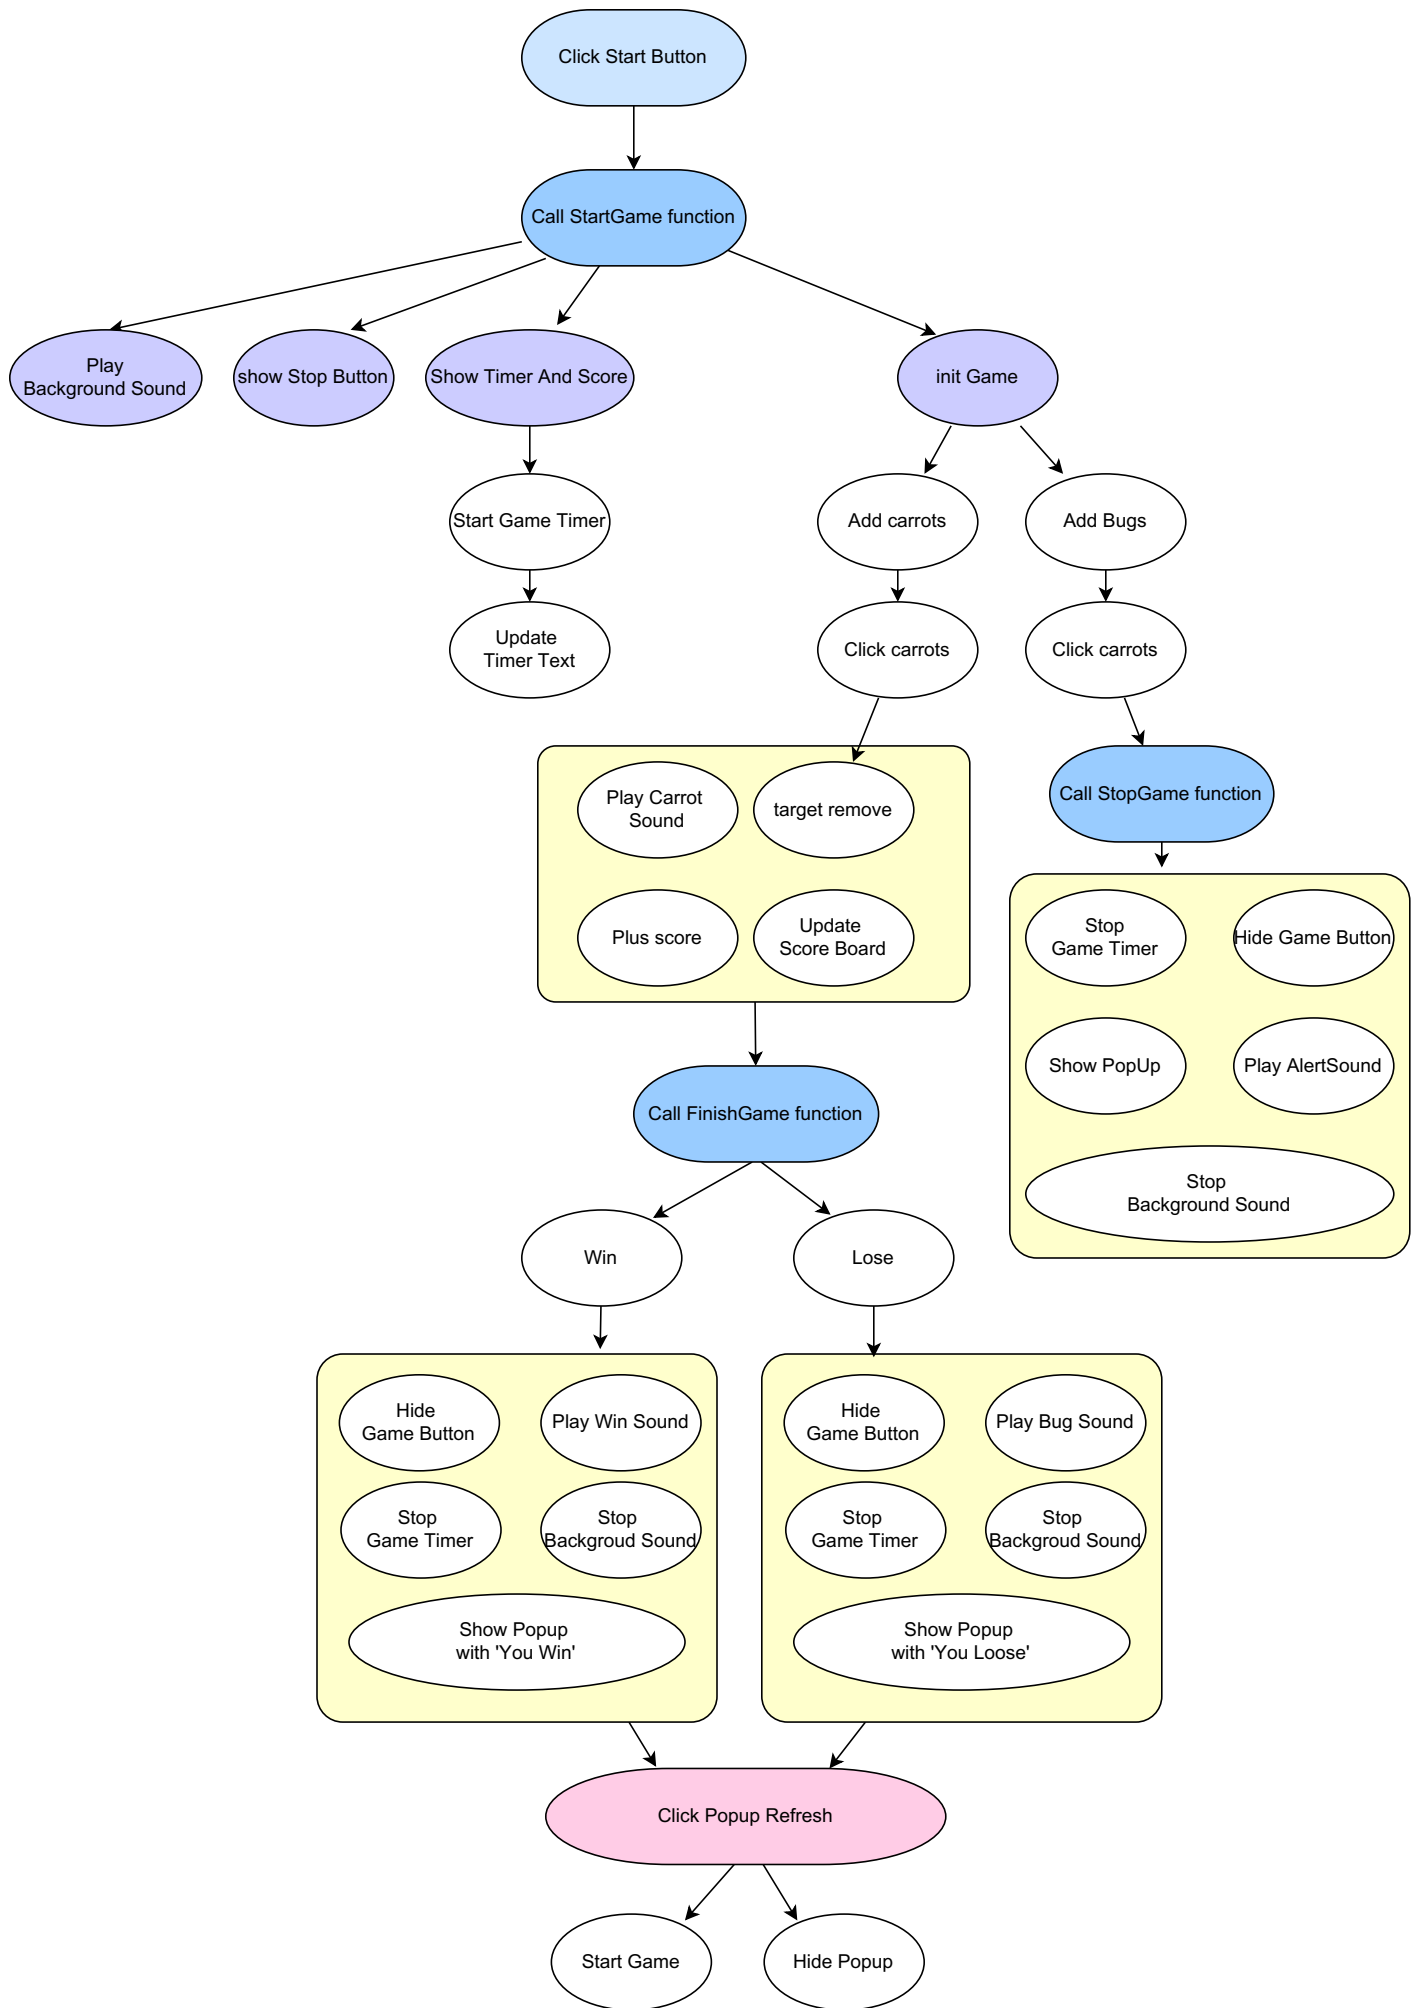 Click Start Button
Call StartGame function
Play
Background Sound
show Stop Button
Show Timer And Score
init Game
Start Game Timer
Add carrots
Add Bugs
Update
Timer Text
Click carrots
Click carrots
Play Carrot
Sound
target remove
Call StopGame function
Plus score
Update
Score Board
Stop
Game Timer
Hide Game Button
Show PopUp
Play AlertSound
Call FinishGame function
Stop
Background Sound
Win
Lose
Hide
Game Button
Play Win Sound
Stop
Game Timer
Stop
Backgroud Sound
Show Popup
with 'You Win'
Hide
Game Button
Play Bug Sound
Stop
Game Timer
Stop
Backgroud Sound
Show Popup
with 'You Loose'
Click Popup Refresh
Start Game
Hide Popup